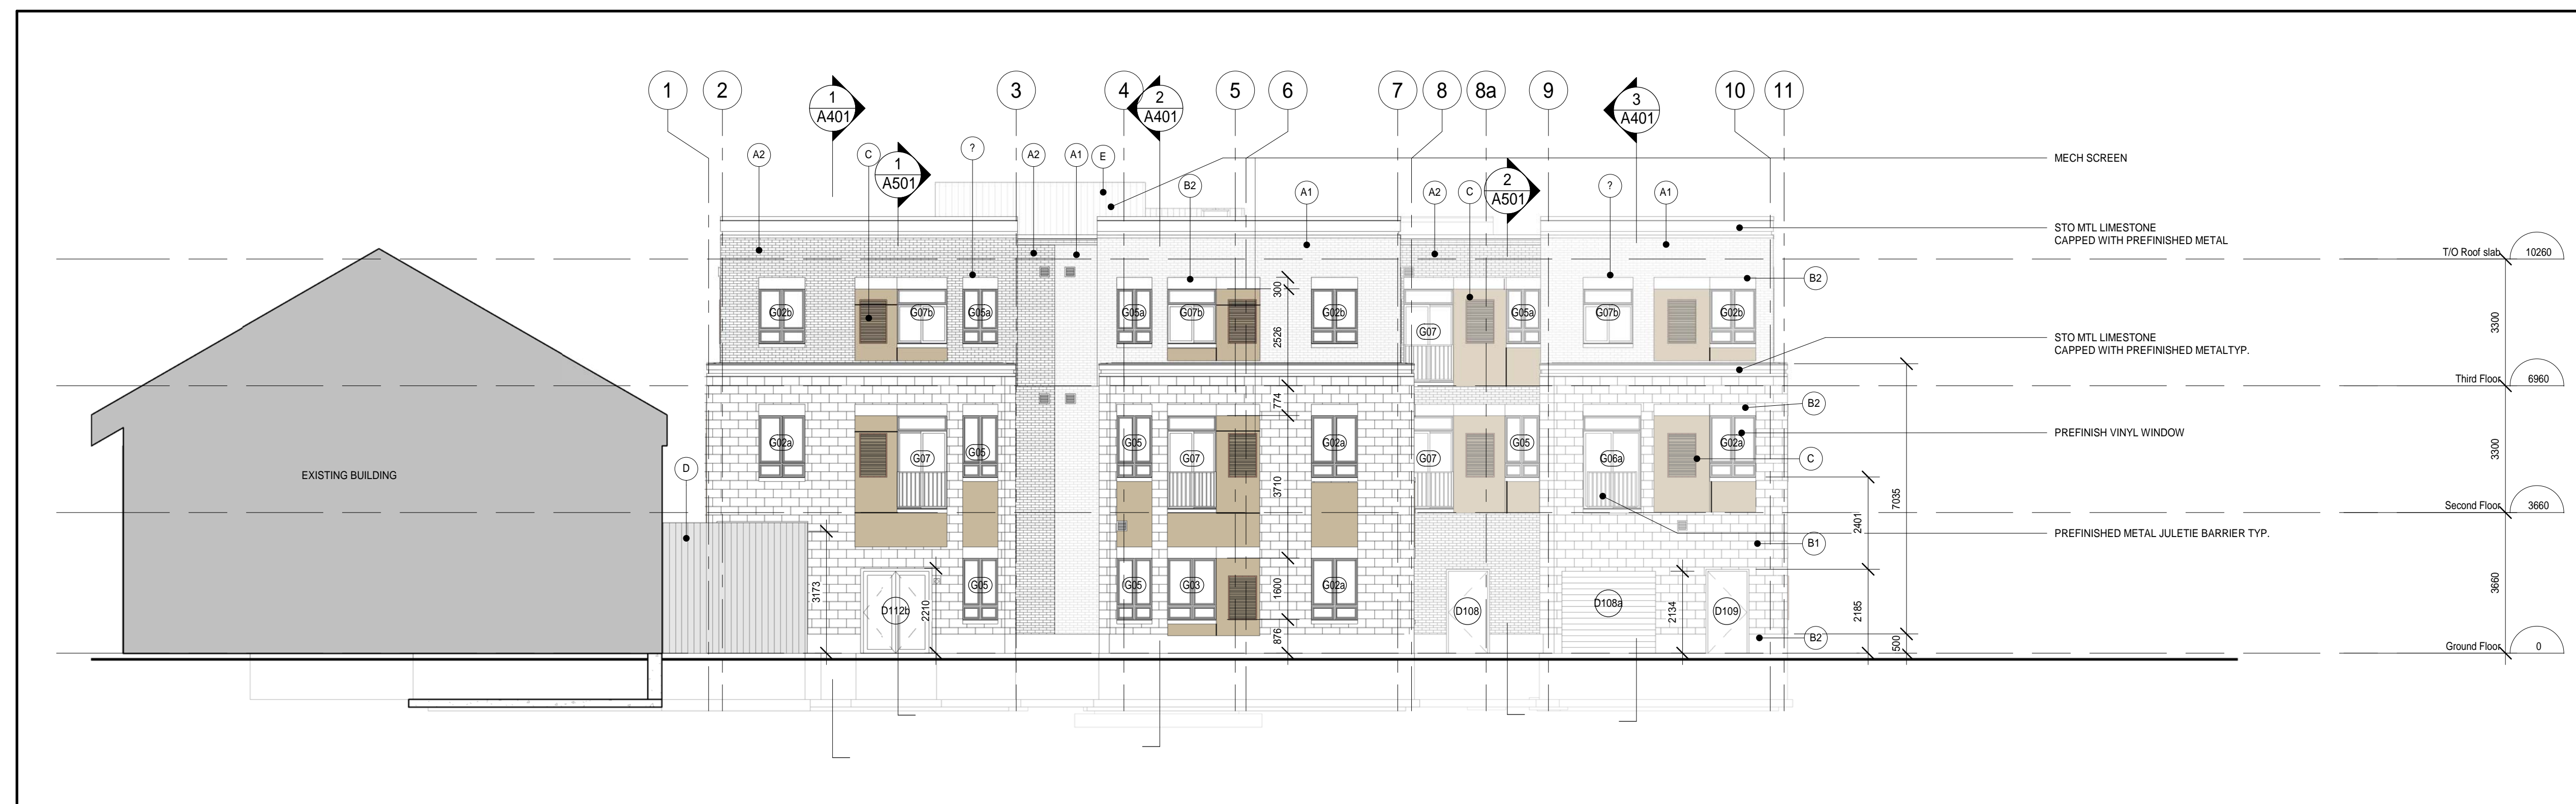 1
2
3
4
5
6
7
8
8a
9
10
11
1
A401
2
A401
3
A401
1
A501
2
A501
A2
C
?
A2
A1
E
B2
A1
A2
C
?
A1
MECH SCREEN
STO MTL LIMESTONE
CAPPED WITH PREFINISHED METAL
T/O Roof slab
10260
B2
G02b
G07b
G05a
G05a
G07b
G02b
G07
G05a
G07b
G02b
300
2526
3300
STO MTL LIMESTONE
CAPPED WITH PREFINISHED METALTYP.
Third Floor
6960
774
B2
PREFINISH VINYL WINDOW
G02a
G07
G05
G05
G07
G02a
G07
G05
G06a
G02a
C
3300
EXISTING BUILDING
D
3710
2401
7035
Second Floor
3660
PREFINISHED METAL JULETIE BARRIER TYP.
B1
3173
2210
D112b
G05
G05
G03
G02a
1600
876
D108
D108a
2134
D109
2185
500
B2
3660
Ground Floor
0